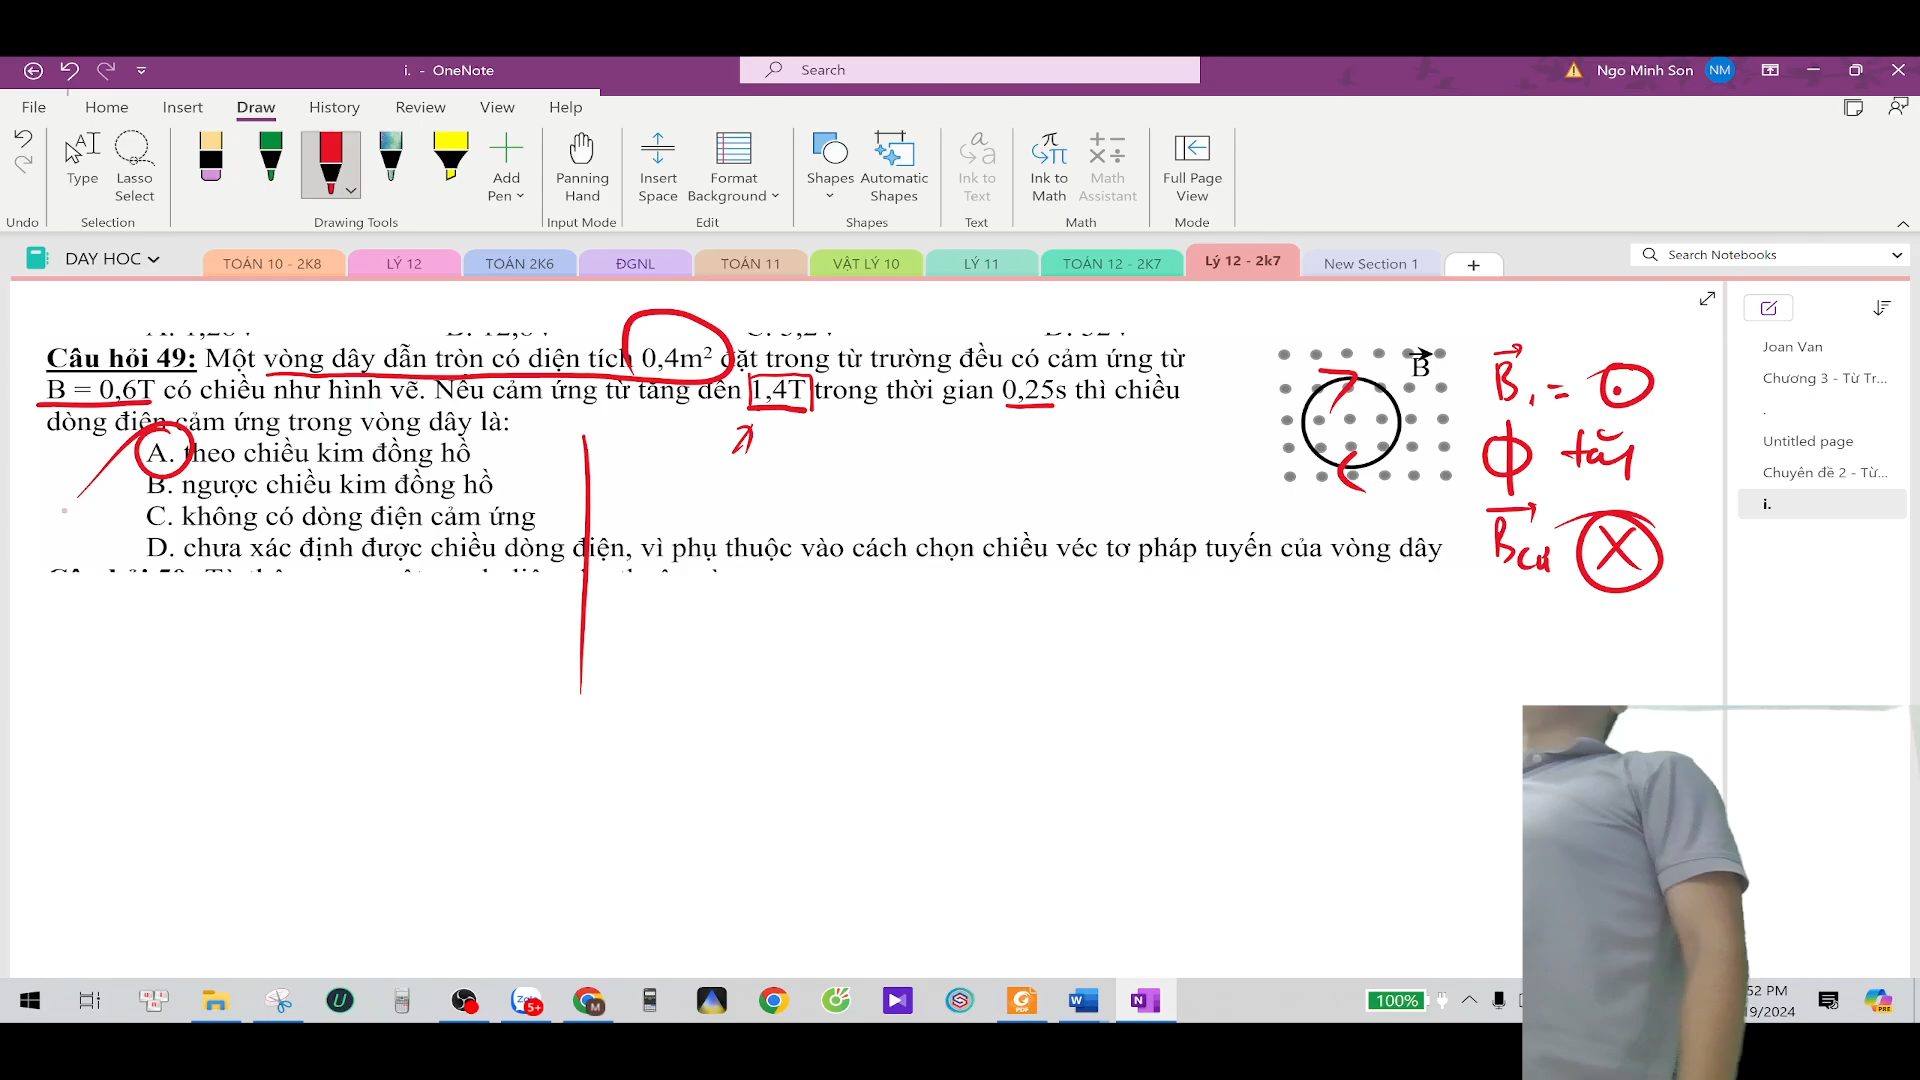 i. - OneNote
Search
Ngo Minh Son
NM
File Home Insert Draw History Review View Help
Type
Lasso Select
Add Pen
Panning Hand
Insert Space
Format Background
Shapes
Automatic Shapes
Ink to Text
Ink to Math
Math Assistant
Full Page View
Undo Selection Drawing Tools Input Mode Edit Shapes Text Math Mode
DAY HOC
TOÁN 10 - 2K8 LÝ 12 TOÁN 2K6 ĐGNL TOÁN 11 VẬT LÝ 10 LÝ 11 TOÁN 12 - 2K7 Lý 12 - 2k7 New Section 1 +
Search Notebooks
Câu hỏi 49: Một vòng dây dẫn tròn có diện tích 0,4m² đặt trong từ trường đều có cảm ứng từ
B = 0,6T có chiều như hình vẽ. Nếu cảm ứng từ tăng đến 1,4T trong thời gian 0,25s thì chiều
dòng điện cảm ứng trong vòng dây là:
A. theo chiều kim đồng hồ
B. ngược chiều kim đồng hồ
C. không có dòng điện cảm ứng
D. chưa xác định được chiều dòng điện, vì phụ thuộc vào cách chọn chiều véc tơ pháp tuyến của vòng dây
B
B₁ = ⊙
Φ tăng
Bcư ⊗
Joan Van
Chương 3 - Từ Tr...
.
Untitled page
Chuyên đề 2 - Từ...
i.
100%
52 PM
9/2024